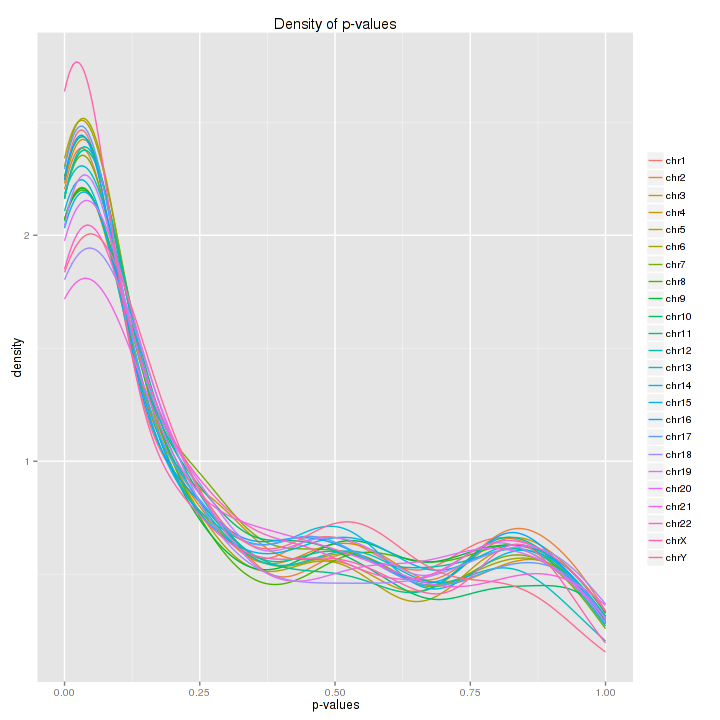 Density of p-values
density
2
1
0.00
0.25
0.50
0.75
1.00
p-values
chr1
chr2
chr3
chr4
chr5
chr6
chr7
chr8
chr9
chr10
chr11
chr12
chr13
chr14
chr15
chr16
chr17
chr18
chr19
chr20
chr21
chr22
chrX
chrY